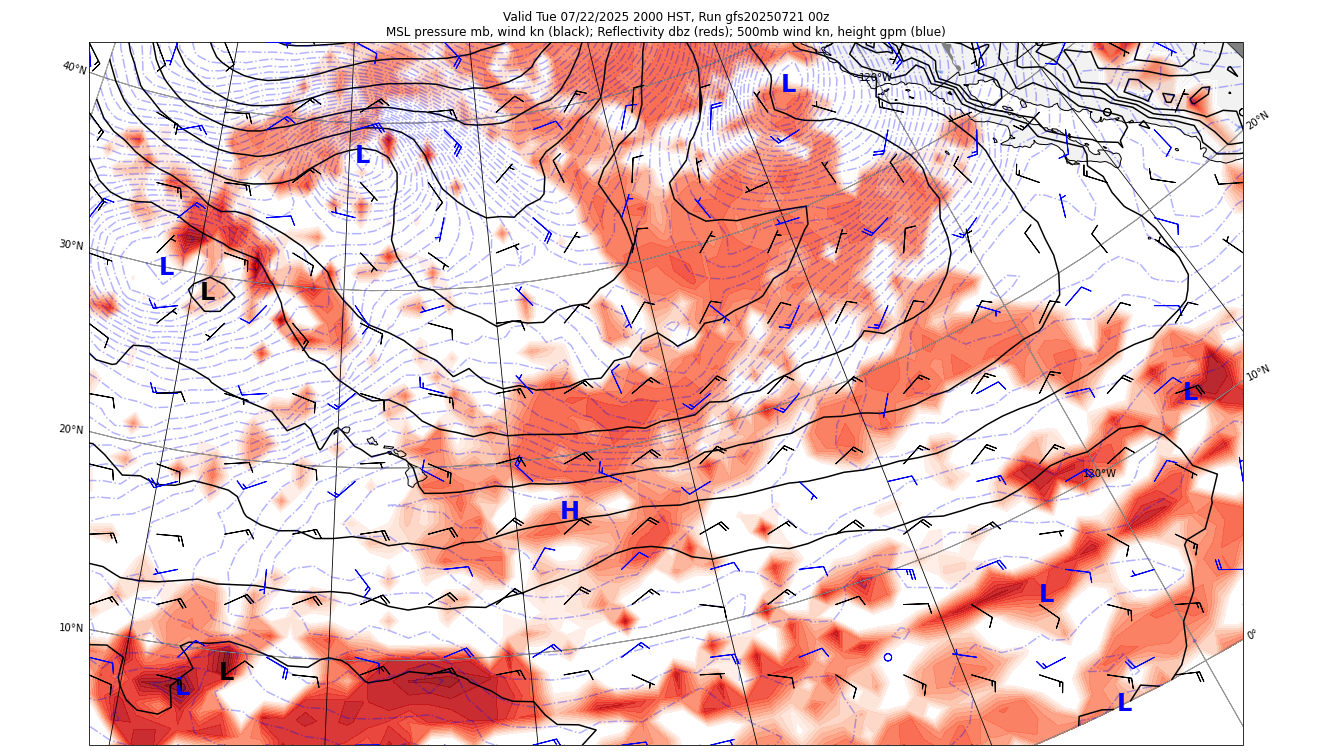 Valid Tue 07/22/2025 2000 HST, Run gfs20250721 00z
MSL pressure mb, wind kn (black); Reflectivity dbz (reds); 500mb wind kn, height gpm (blue)
40°N
120°W
L
20°N
L
30°N
L
L
10°N
L
20°N
120°W
H
L
10°N
0°
L
L
L